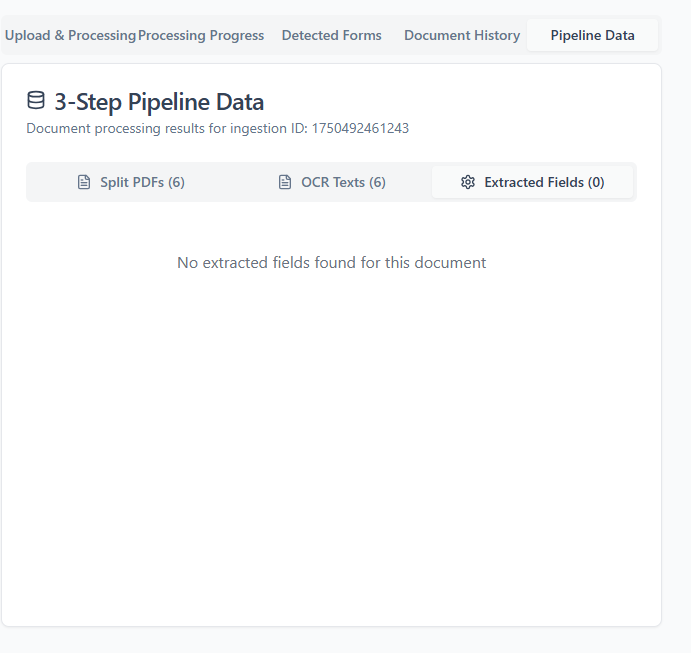 Upload & Processing Processing Progress Detected Forms Document History Pipeline Data
3-Step Pipeline Data
Document processing results for ingestion ID: 1750492461243
Split PDFs (6) OCR Texts (6) Extracted Fields (0)
No extracted fields found for this document